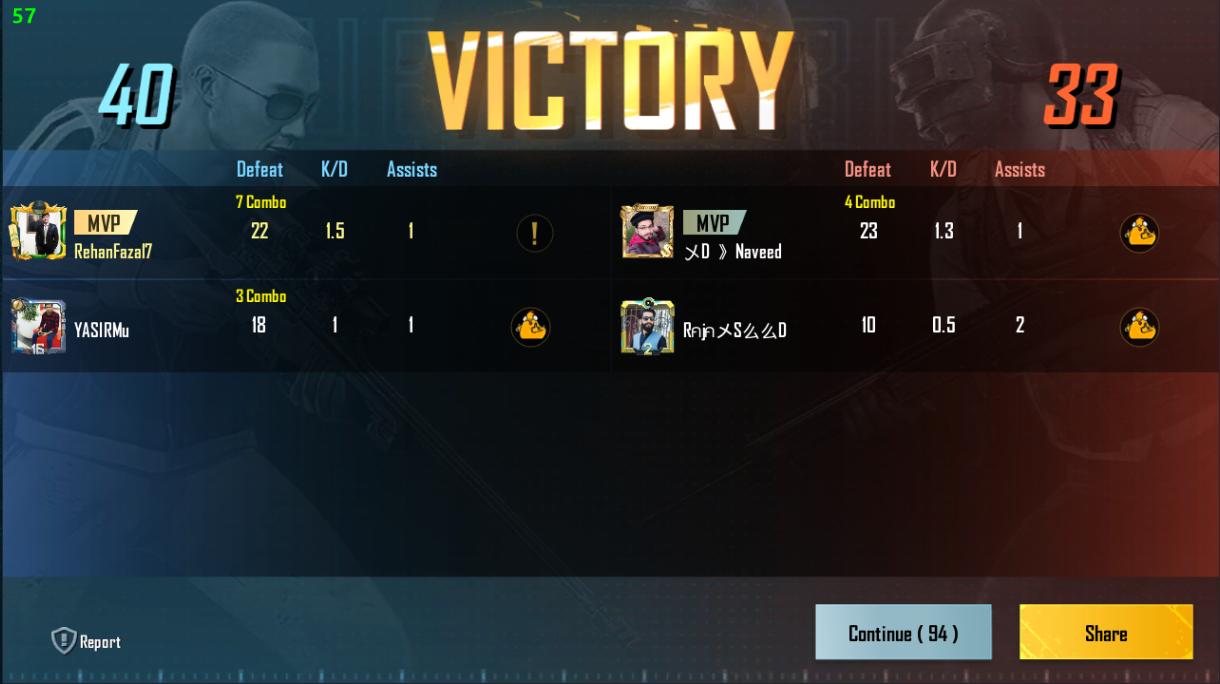 57
VICTORY
40
33
Defeat K/D Assists
Defeat K/D Assists
7 Combo
MVP
22 1.5 1
RehanFazal7
4 Combo
MVP
23 1.3 1
乄D 》 Naveed
3 Combo
YASIRMu 18 1 1
16
10 0.5 2
2
Report
Continue ( 94 )
Share